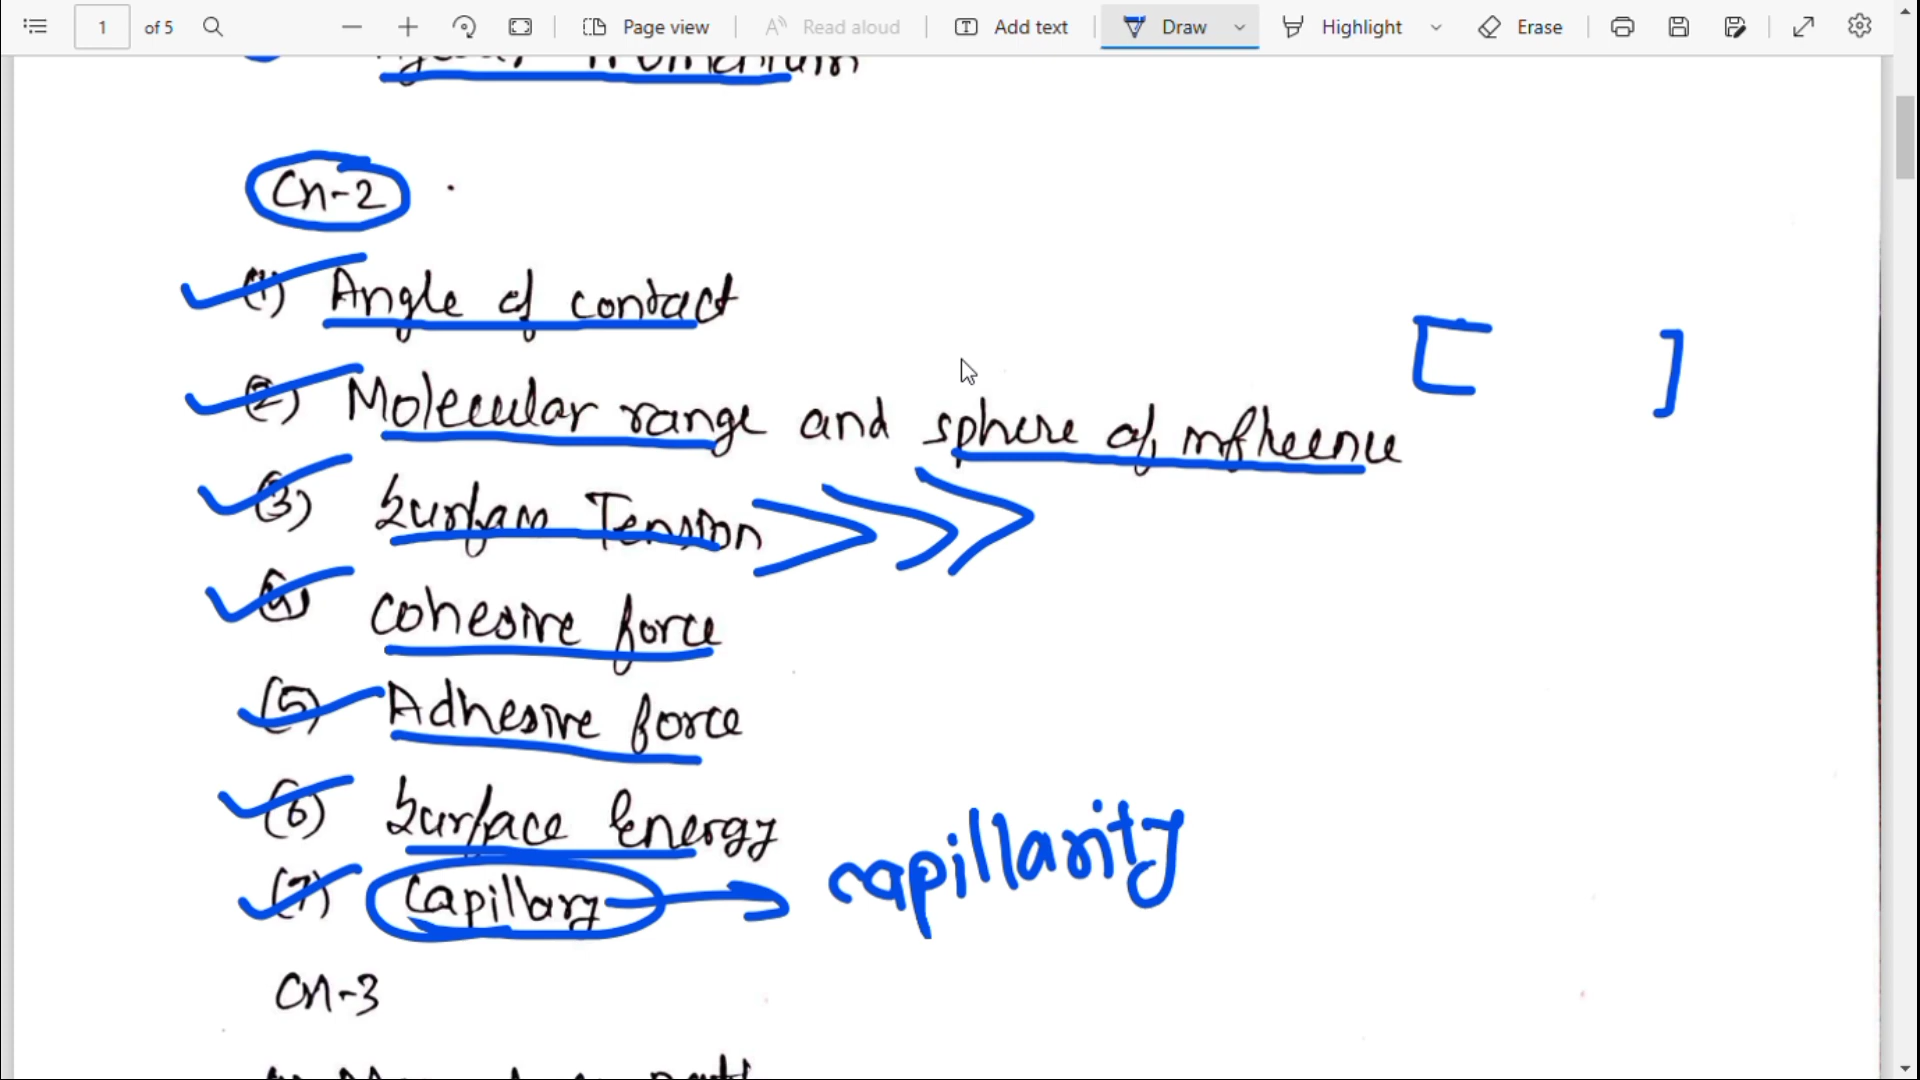 1 of 5 Page view Read aloud Add text Draw Highlight Erase
momentum
Ch-2
(1) Angle of contact
(2) Molecular range and sphere of influence
(3) Surface Tension
(4) Cohesive force
(5) Adhesive force
(6) Surface Energy
(7) Capillary capillarity
Ch-3